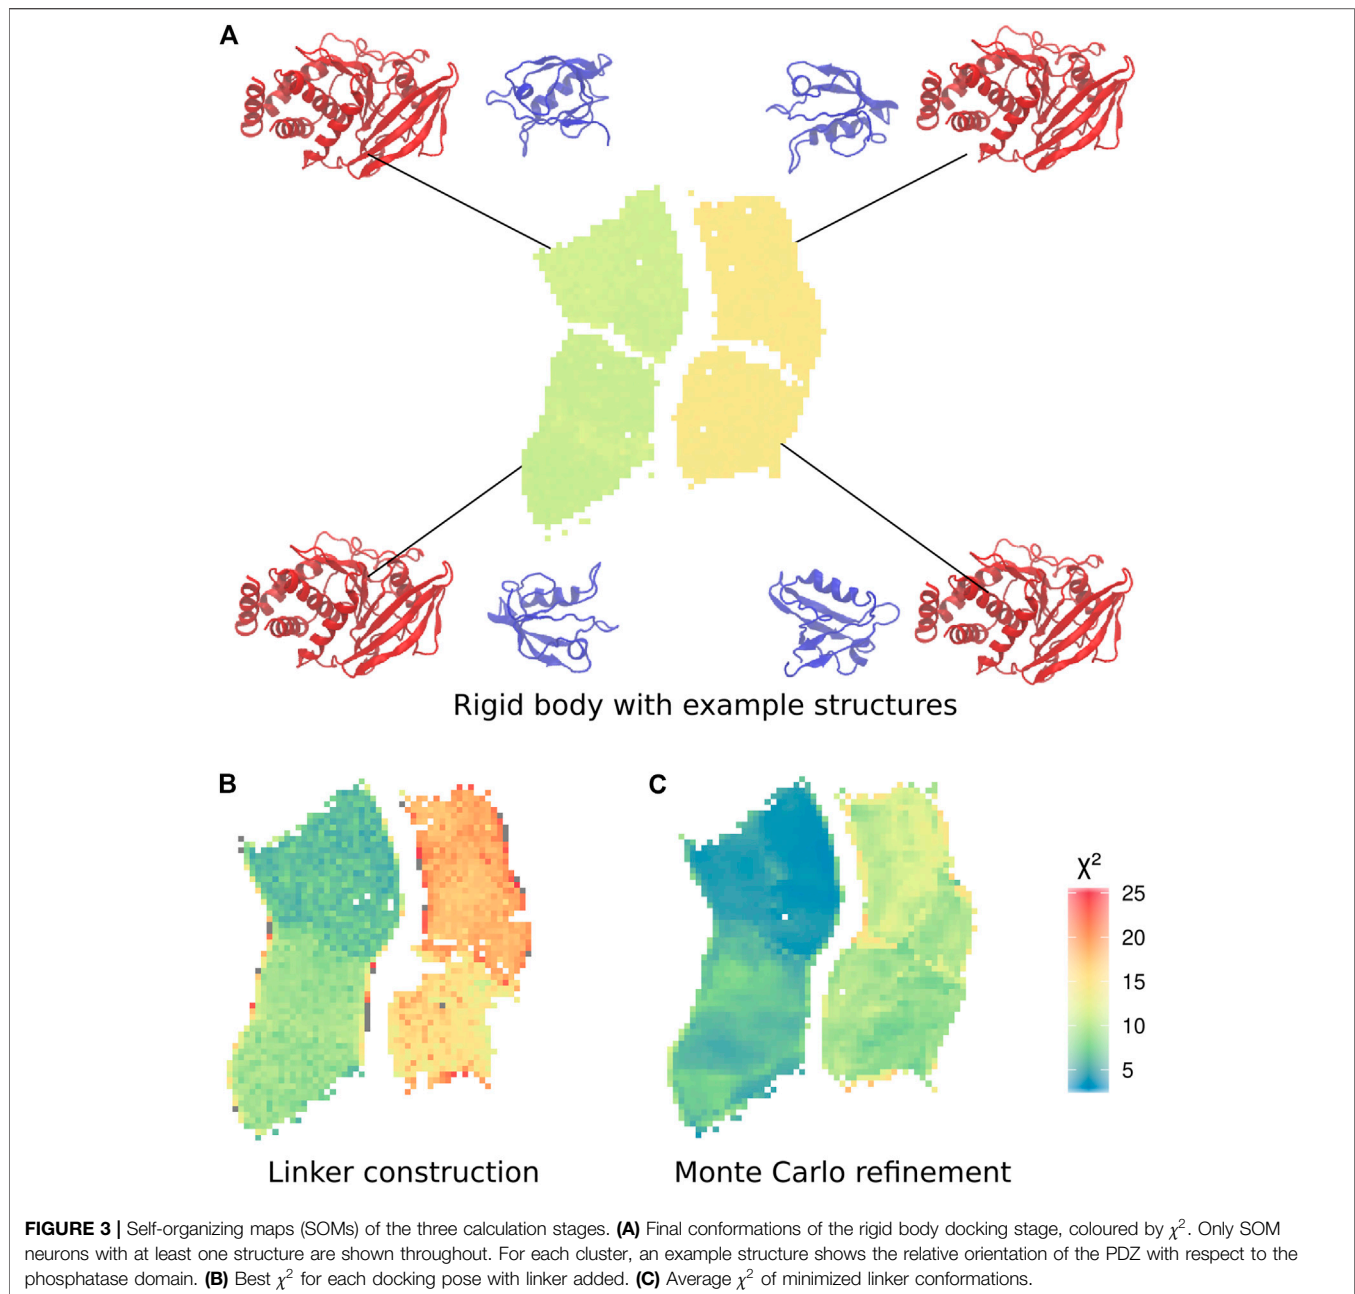 A
Rigid body with example structures
B
C
χ²
25
20
15
10
5
Linker construction
Monte Carlo refinement
FIGURE 3 | Self-organizing maps (SOMs) of the three calculation stages. (A) Final conformations of the rigid body docking stage, coloured by χ². Only SOM
neurons with at least one structure are shown throughout. For each cluster, an example structure shows the relative orientation of the PDZ with respect to the
phosphatase domain. (B) Best χ² for each docking pose with linker added. (C) Average χ² of minimized linker conformations.